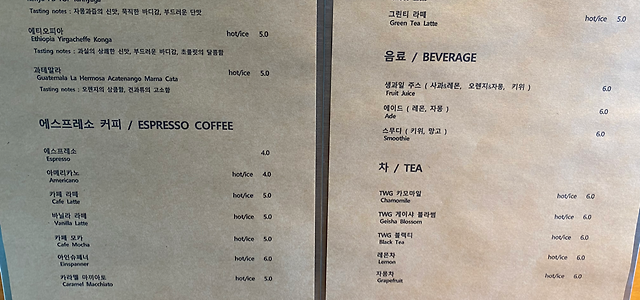 Tasting notes : 자몽과즙의 신맛, 묵직한 바디감, 부드러운 단맛
에티오피아
Ethiopia Yirgacheffe Konga hot/ice 5.0
Tasting notes : 과실의 상쾌한 신맛, 부드러운 바디감, 초콜릿의 달콤함
과테말라
Guatemala La Hermosa Acatenango Mama Cata hot/ice 5.0
Tasting notes : 오렌지의 상큼함, 견과류의 고소함
에스프레소 커피 / ESPRESSO COFFEE
에스프레소 4.0
Espresso
아메리카노 hot/ice 4.0
Americano
카페 라떼 hot/ice 5.0
Cafe Latte
바닐라 라떼 hot/ice 5.0
Vanilla Latte
카페 모카 hot/ice 5.0
Cafe Mocha
아인슈페너 hot/ice 6.0
Einspanner
카라멜 마끼아또 hot/ice 5.0
Caramel Macchiato
그린티 라떼 hot/ice 5.0
Green Tea Latte
음료 / BEVERAGE
생과일 주스 ( 사과&레몬, 오렌지&자몽, 키위 ) 6.0
Fruit Juice
에이드 ( 레몬, 자몽 ) 6.0
Ade
스무디 ( 키위, 망고 ) 6.0
Smoothie
차 / TEA
TWG 카모마일 hot/ice 6.0
Chamomile
TWG 게이샤 블라썸 hot/ice 6.0
Geisha Blossom
TWG 블랙티 hot/ice 6.0
Black Tea
레몬차 hot/ice 6.0
Lemon
자몽차 hot/ice 6.0
Grapefruit